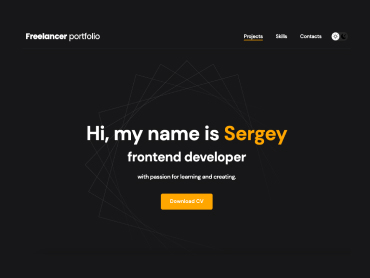 Freelancer portfolio
Projects Skills Contacts
Hi, my name is Sergey
frontend developer
with passion for learning and creating.
Download CV